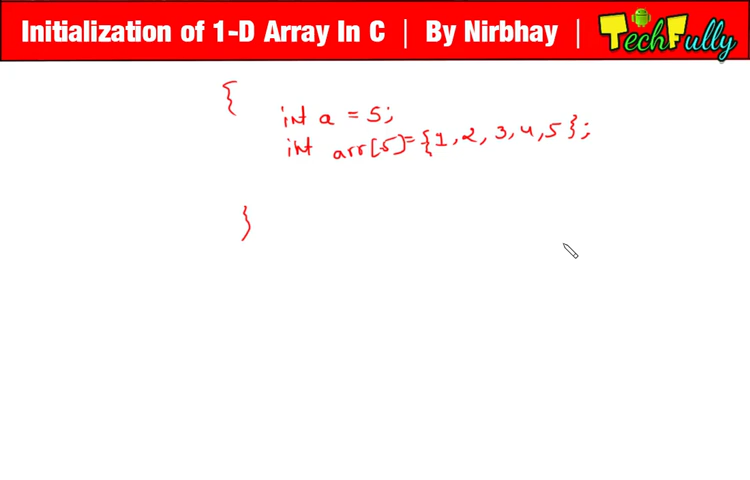 Initialization of 1-D Array In C | By Nirbhay | TechFully
{
int a = 5;
int arr[5]={1,2,3,4,5};
}